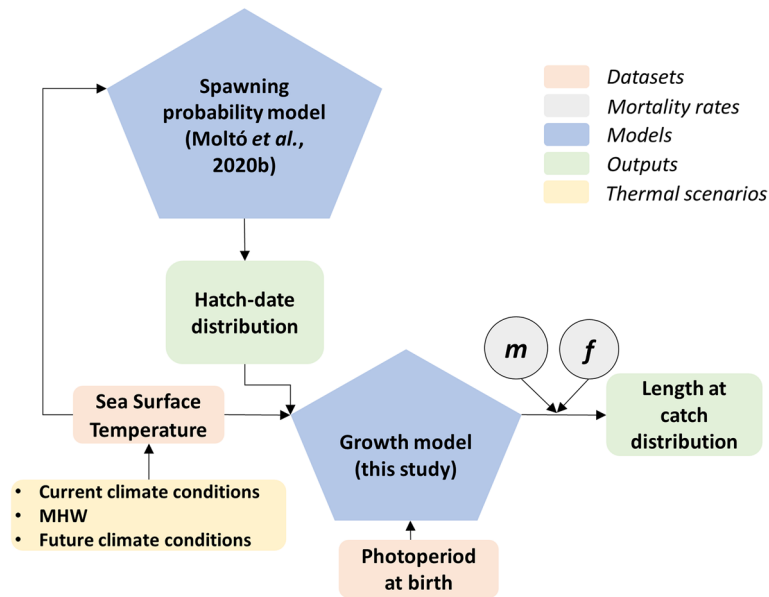 Spawning
probability model
(Moltó et al.,
2020b)
Datasets
Mortality rates
Models
Outputs
Thermal scenarios
Hatch-date
distribution
m
f
Length at
catch
distribution
Sea Surface
Temperature
Growth model
(this study)
• Current climate conditions
• MHW
• Future climate conditions
Photoperiod
at birth